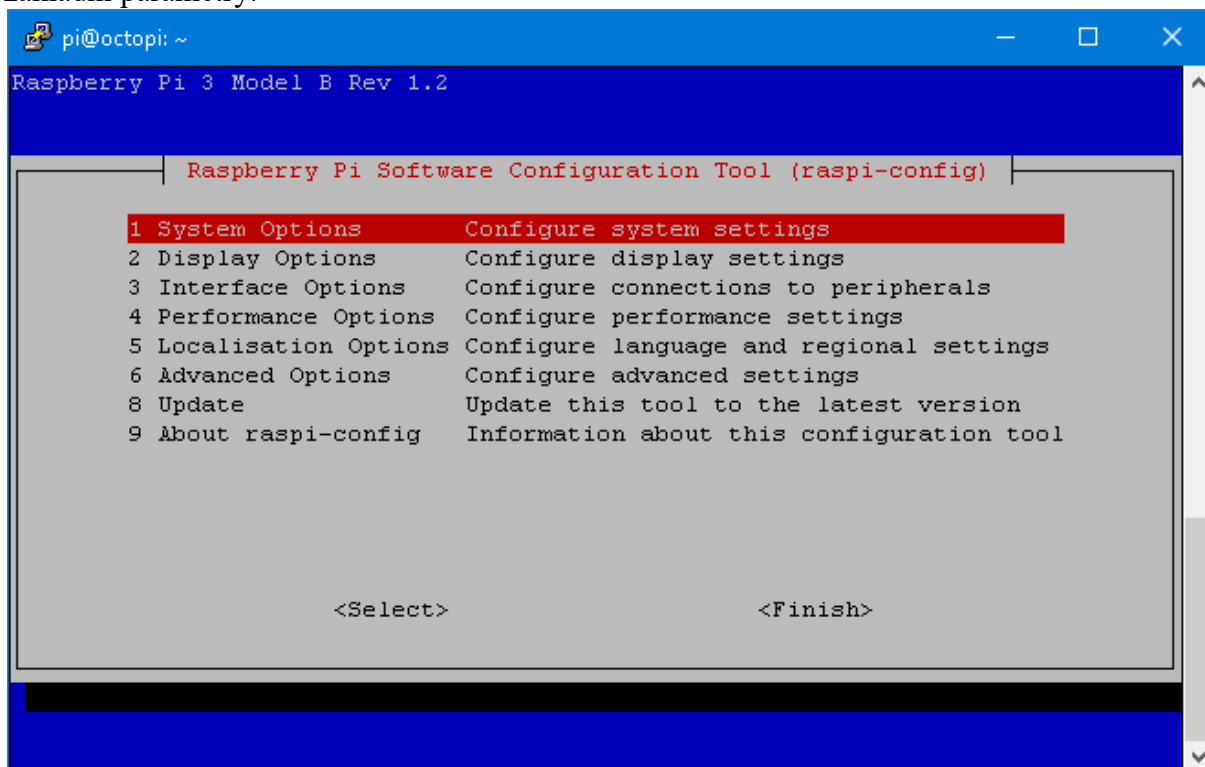 pi@octopi: ~
Raspberry Pi 3 Model B Rev 1.2
Raspberry Pi Software Configuration Tool (raspi-config)
1 System Options Configure system settings
2 Display Options Configure display settings
3 Interface Options Configure connections to peripherals
4 Performance Options Configure performance settings
5 Localisation Options Configure language and regional settings
6 Advanced Options Configure advanced settings
8 Update Update this tool to the latest version
9 About raspi-config Information about this configuration tool
<Select> <Finish>